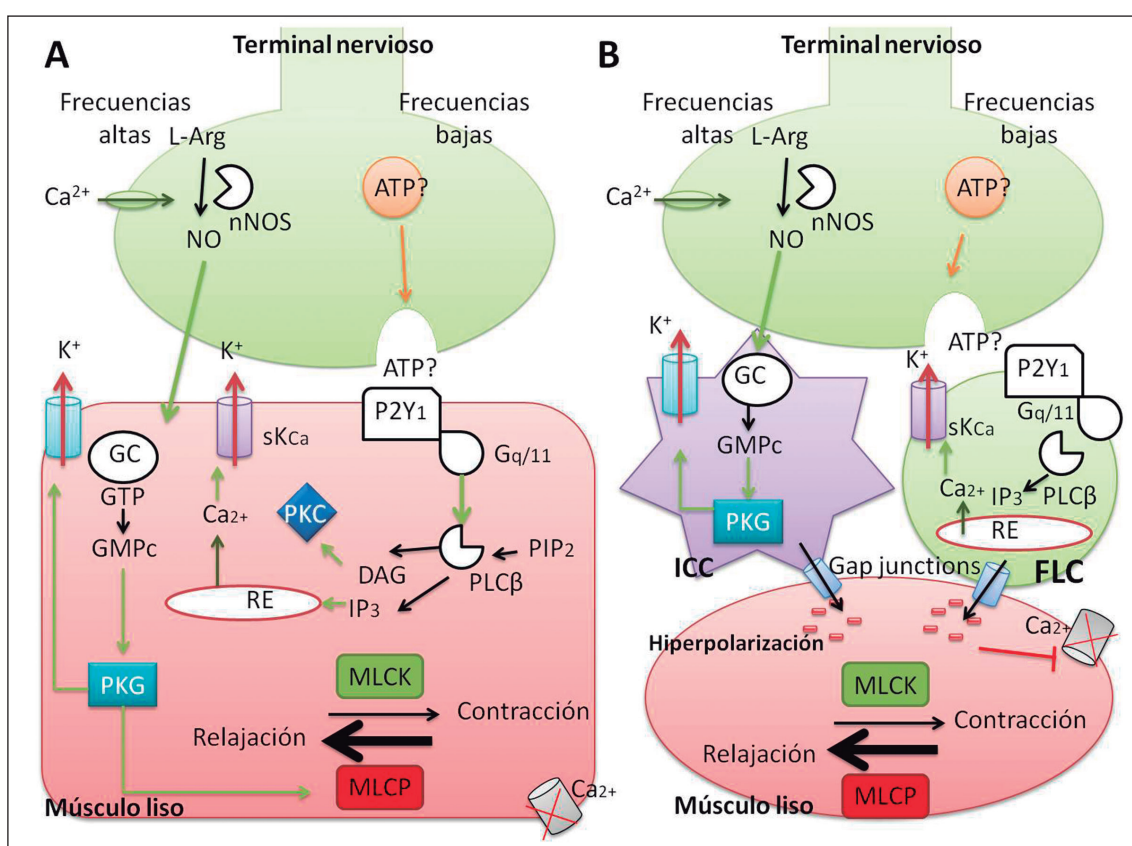 A
Terminal nervioso
Frecuencias
altas
Frecuencias
bajas
L-Arg
Ca2+
nNOS
NO
ATP?
K+
K+
ATP?
P2Y1
sKCa
Gq/11
GC
GTP
GMPc
Ca2+
PKC
PIP2
DAG
PLCβ
RE
IP3
PKG
MLCK
Contracción
Relajación
MLCP
Ca2+
Músculo liso
B
Terminal nervioso
Frecuencias
altas
Frecuencias
bajas
L-Arg
Ca2+
nNOS
NO
ATP?
K+
ATP?
K+
P2Y1
GC
sKCa
Gq/11
GMPc
Ca2+
IP3
PLCβ
PKG
RE
ICC
Gap junctions
FLC
Ca2+
Hiperpolarización
MLCK
Contracción
Relajación
MLCP
Músculo liso